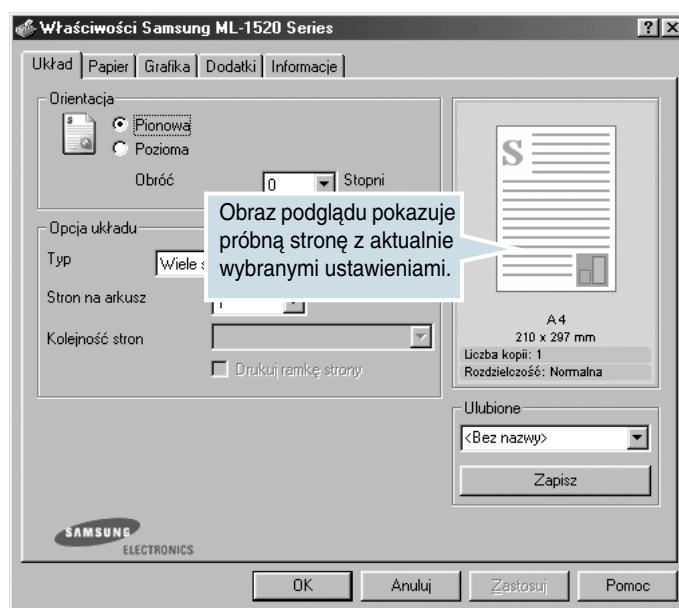 Właściwości Samsung ML-1520 Series
Układ Papier Grafika Dodatki Informacje
Orientacja
Pionowa
Pozioma
Obróć 0 Stopni
Opcja układu
Typ Wiele
Stron na arkusz
Kolejność stron
Drukuj ramkę strony
Obraz podglądu pokazuje
próbną stronę z aktualnie
wybranymi ustawieniami.
S
A4
210 x 297 mm
Liczba kopii: 1
Rozdzielczość: Normalna
Ulubione
<Bez nazwy>
Zapisz
SAMSUNG
ELECTRONICS
OK Anuluj Zastosuj Pomoc